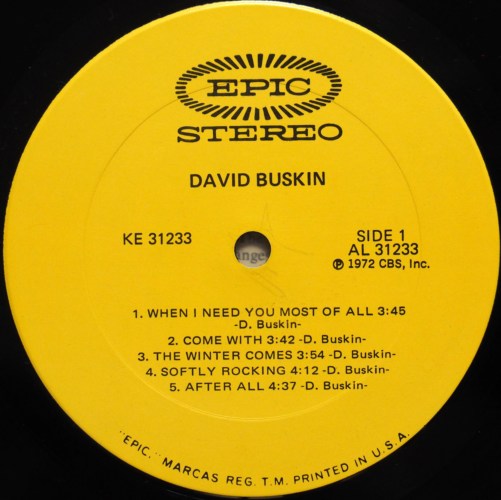 EPIC
STEREO
DAVID BUSKIN
KE 31233
SIDE 1
AL 31233
℗ 1972 CBS, Inc.
1. WHEN I NEED YOU MOST OF ALL 3:45
-D. Buskin-
2. COME WITH 3:42 -D. Buskin-
3. THE WINTER COMES 3:54 -D. Buskin-
4. SOFTLY ROCKING 4:12 -D. Buskin-
5. AFTER ALL 4:37 -D. Buskin-
"EPIC," MARCAS REG. T.M. PRINTED IN U.S.A.